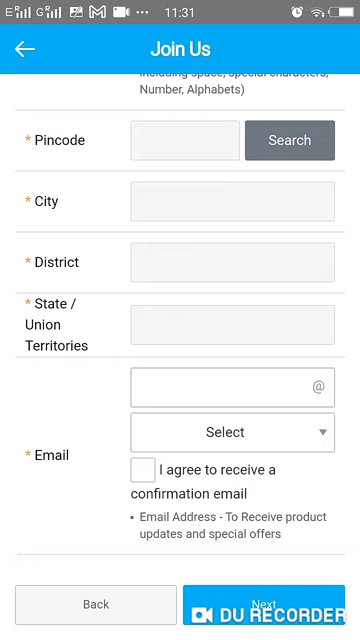 E R G R 11:31
Join Us
including space, special characters,
Number, Alphabets)
* Pincode
Search
* City
* District
* State /
Union
Territories
@
Select
* Email
I agree to receive a
confirmation email
▪ Email Address - To Receive product
updates and special offers
Back
Next
DU RECORDER